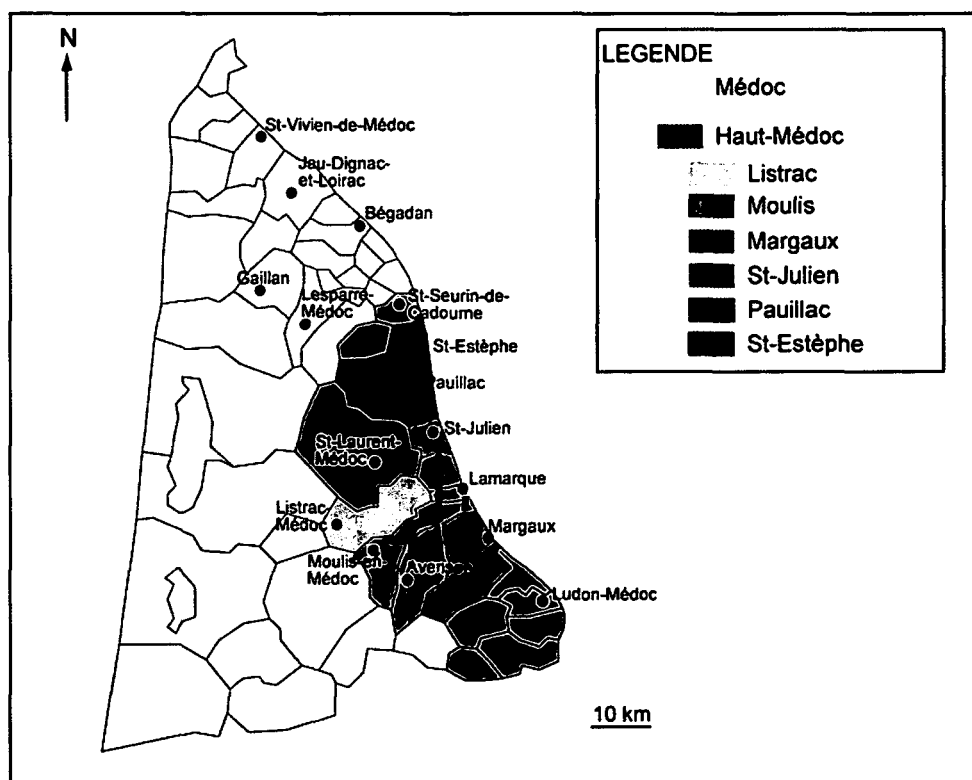 N
LEGENDE
Médoc
Haut-Médoc
Listrac
Moulis
Margaux
St-Julien
Pauillac
St-Estèphe
St-Vivien-de-Médoc
Jau-Dignac-
et-Loirac
Bégadan
Gaillan
Lesparre-
Médoc
St-Seurin-de-
Cadourne
St-Estèphe
Pauillac
St-Julien
St-Laurent-
Médoc
Lamarque
Listrac-
Médoc
Margaux
Moulis-en-
Médoc
Ludon-Médoc
10 km